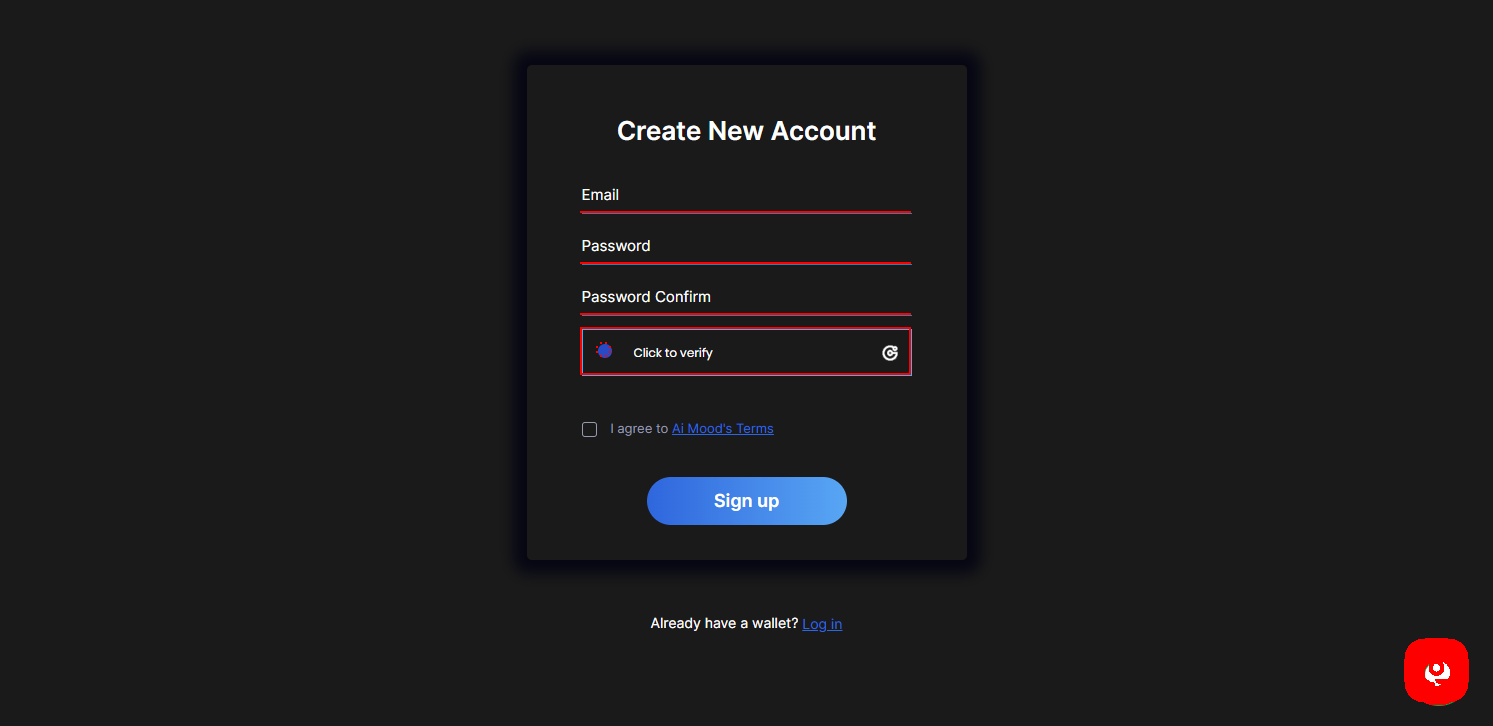 Create New Account
Email
Password
Password Confirm
Click to verify
I agree to Ai Mood's Terms
Sign up
Already have a wallet? Log in